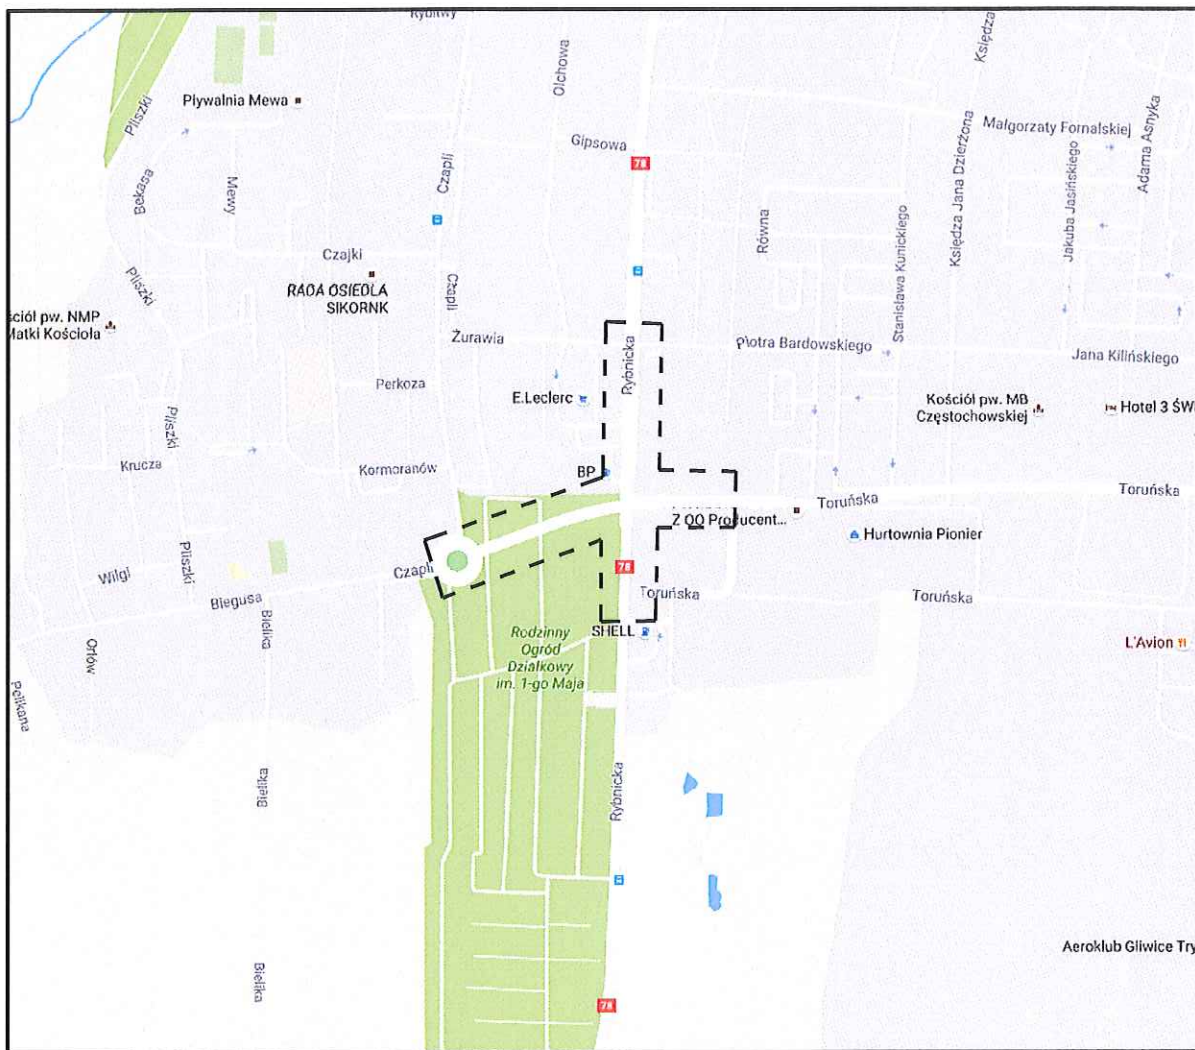 Rybitwy
Księdza
Olchowa
Pływalnia Mewa
Pliszki
Małgorzaty Fornalskiej
Adama Asnyka
Gipsowa
78
Księdza Jana Dzierżona
Jakuba Jasińskiego
Czapli
Bekasa
Mewy
Równa
Stanisława Kunickiego
Czajki
Pliszki
RADA OSIEDLA
SIKORNK
Czapli
ściół pw. NMP
Matki Kościoła
Żurawia
Rybnicka
Piotra Bardowskiego
Jana Kilińskiego
Perkoza
E.Leclerc
Kościół pw. MB
Częstochowskiej
Hotel 3 ŚWI
Pliszki
Krucza
Kormoranów
BP
Toruńska
Toruńska
Z OO Producent...
Hurtownia Pionier
Pliszki
Wilgi
Czapli
78
Biegusa
Toruńska
Toruńska
Bielika
Rodzinny
Ogród
Działkowy
im. 1-go Maja
SHELL
L'Avion
Orłów
Pelikana
Bielika
Rybnicka
Aeroklub Gliwice Try
Bielika
78